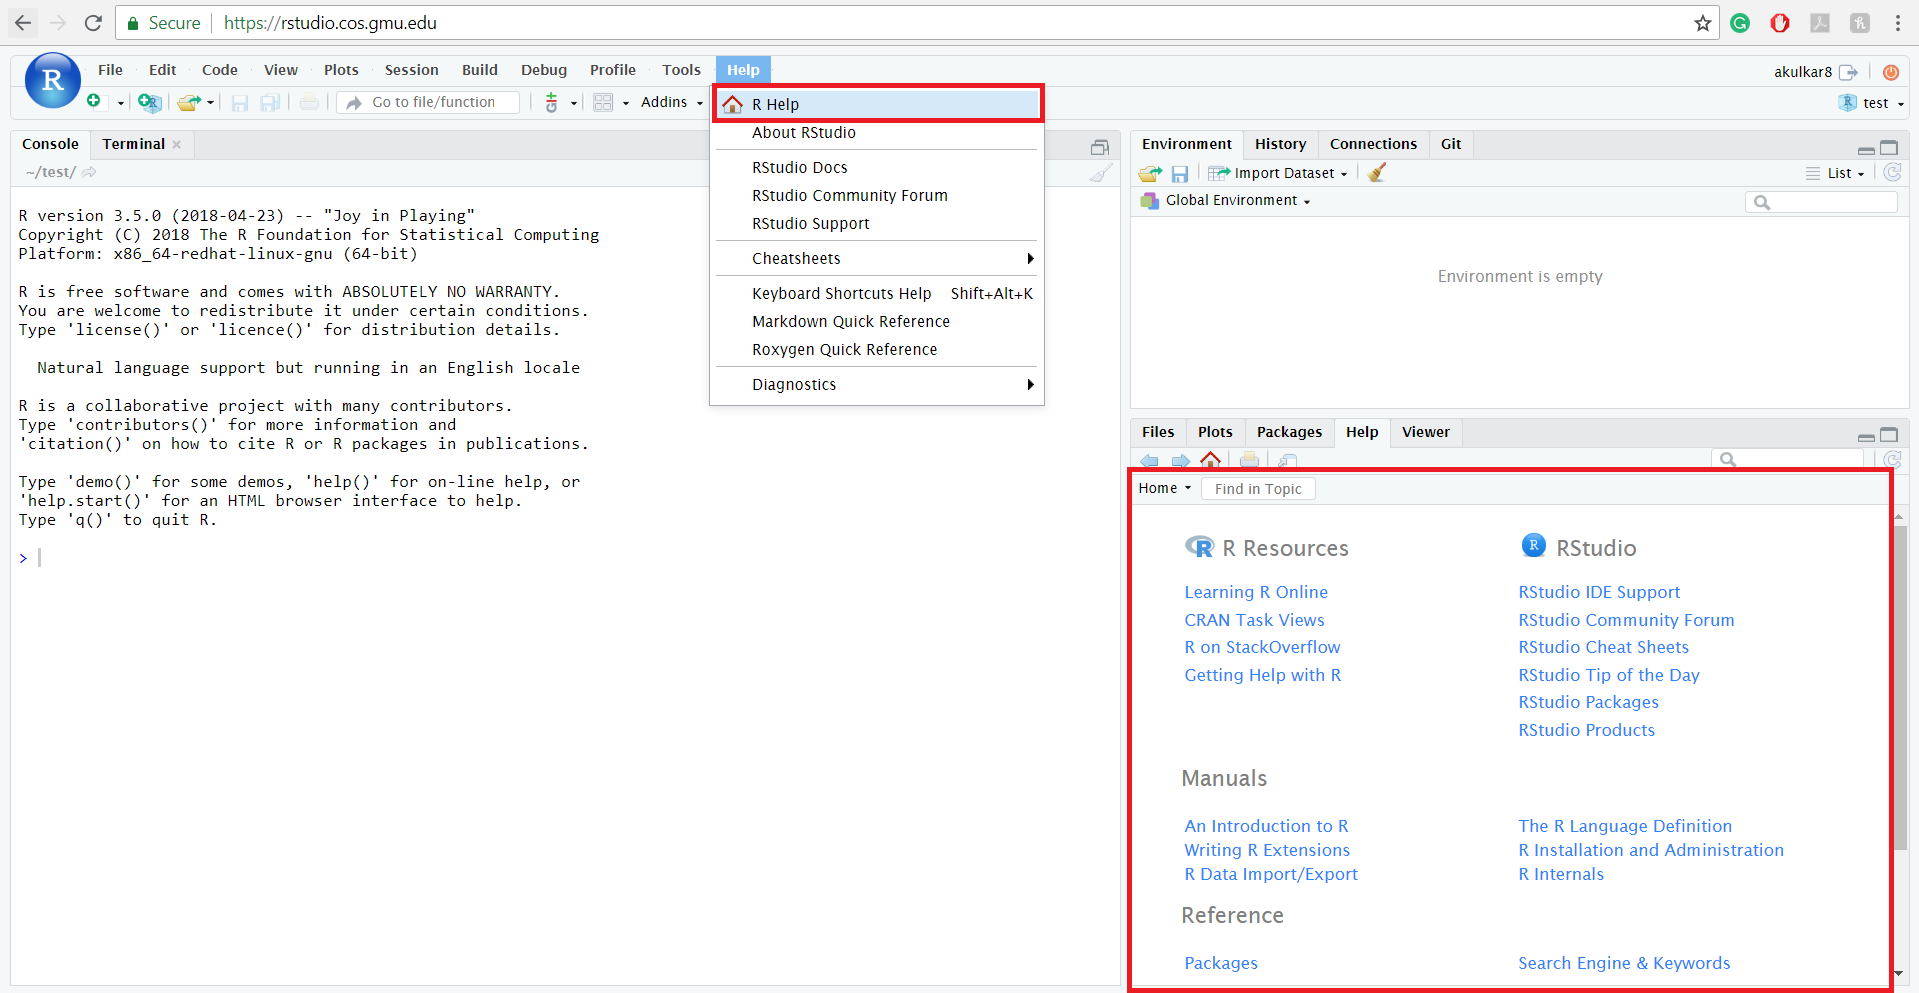 Secure https://rstudio.cos.gmu.edu
File Edit Code View Plots Session Build Debug Profile Tools Help
akulkar8
Go to file/function Addins
test
R Help
About RStudio
RStudio Docs
RStudio Community Forum
RStudio Support
Cheatsheets
Keyboard Shortcuts Help Shift+Alt+K
Markdown Quick Reference
Roxygen Quick Reference
Diagnostics
Console Terminal
~/test/
R version 3.5.0 (2018-04-23) -- "Joy in Playing"
Copyright (C) 2018 The R Foundation for Statistical Computing
Platform: x86_64-redhat-linux-gnu (64-bit)
R is free software and comes with ABSOLUTELY NO WARRANTY.
You are welcome to redistribute it under certain conditions.
Type 'license()' or 'licence()' for distribution details.
Natural language support but running in an English locale
R is a collaborative project with many contributors.
Type 'contributors()' for more information and
'citation()' on how to cite R or R packages in publications.
Type 'demo()' for some demos, 'help()' for on-line help, or
'help.start()' for an HTML browser interface to help.
Type 'q()' to quit R.
>
Environment History Connections Git
Import Dataset List
Global Environment
Environment is empty
Files Plots Packages Help Viewer
Home Find in Topic
R Resources
Learning R Online
CRAN Task Views
R on StackOverflow
Getting Help with R
RStudio
RStudio IDE Support
RStudio Community Forum
RStudio Cheat Sheets
RStudio Tip of the Day
RStudio Packages
RStudio Products
Manuals
An Introduction to R
Writing R Extensions
R Data Import/Export
The R Language Definition
R Installation and Administration
R Internals
Reference
Packages
Search Engine & Keywords